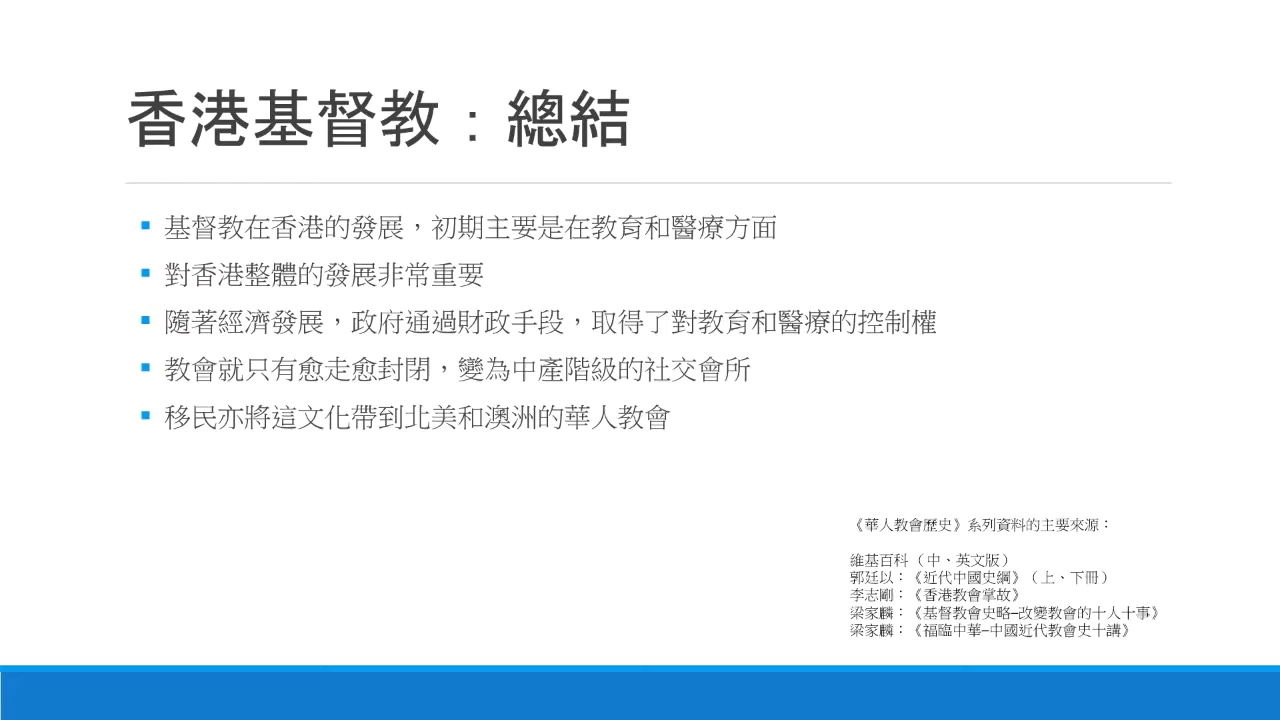 香港基督教：總結
基督教在香港的發展，初期主要是在教育和醫療方面
對香港整體的發展非常重要
隨著經濟發展，政府通過財政手段，取得了對教育和醫療的控制權
教會就只有愈走愈封閉，變為中產階級的社交會所
移民亦將這文化帶到北美和澳洲的華人教會
《華人教會歷史》系列資料的主要來源：
維基百科（中、英文版）
郭廷以：《近代中國史綱》（上、下冊）
李志剛：《香港教會掌故》
梁家麟：《基督教會史略─改變教會的十人十事》
梁家麟：《福臨中華─中國近代教會史十講》